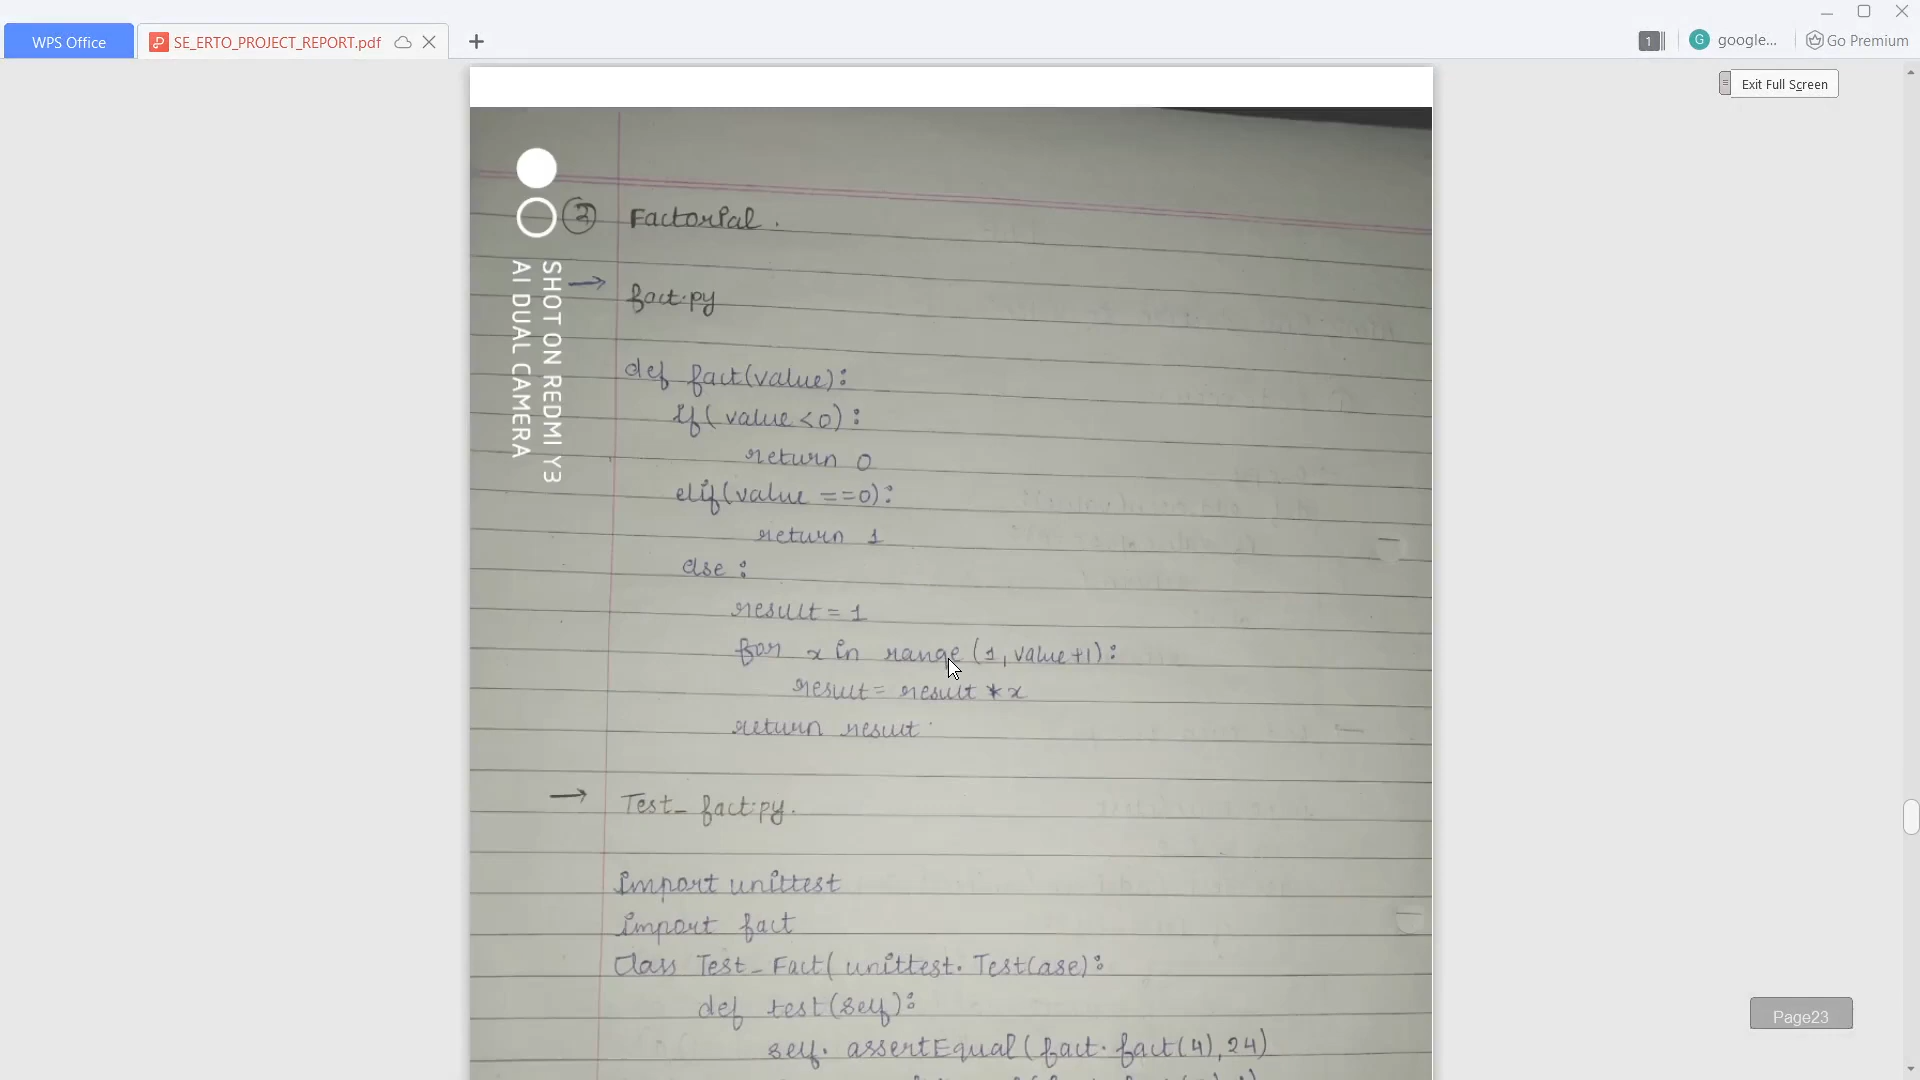 WPS Office
SE_ERTO_PROJECT_REPORT.pdf
1
G
google...
Go Premium
Exit Full Screen
SHOT ON REDMI Y3
AI DUAL CAMERA
Factorial.
fact.py
def fact(value):
if(value<0):
return 0
elif(value ==0):
return 1
else:
result=1
for x in range (1,value+1):
result= result *x
return result
Test_fact.py.
import unittest
import fact
Class Test_Fact(unittest.TestCase):
def test(self):
self.assertEqual(fact.fact(4),24)
Page23